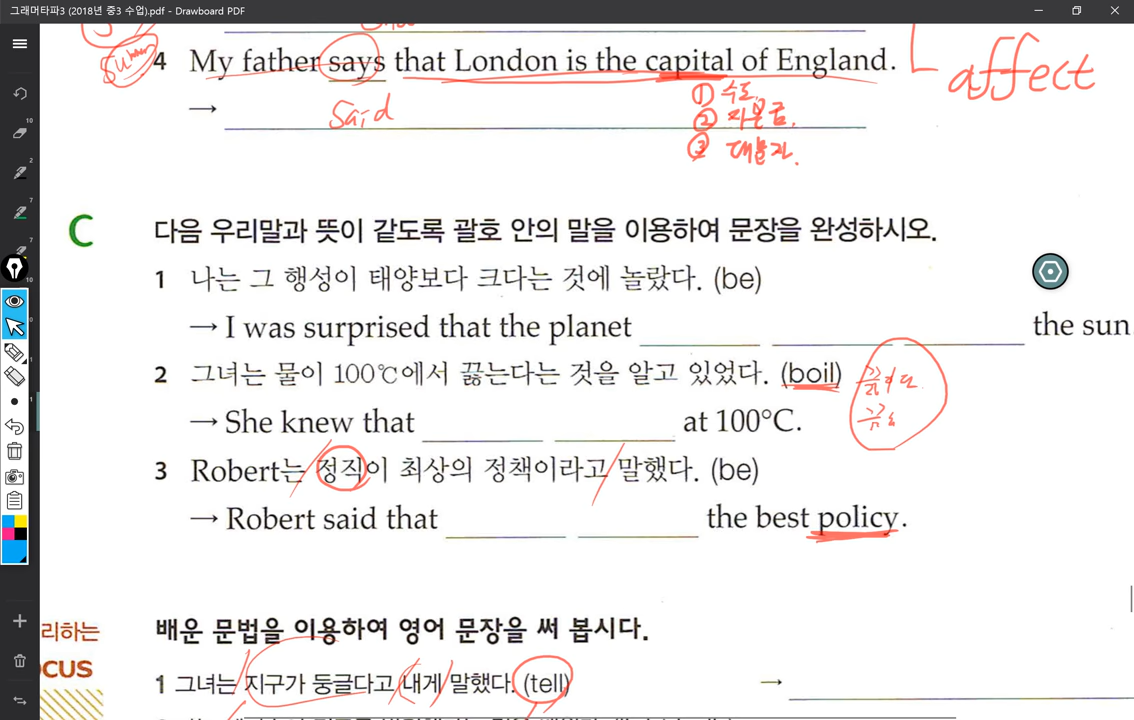 그래머타파3 (2018년 중3 수업).pdf - Drawboard PDF
4 My father says that London is the capital of England.
affect
→ said
① 수도
② 자본금.
③ 대문자.
C 다음 우리말과 뜻이 같도록 괄호 안의 말을 이용하여 문장을 완성하시오.
1 나는 그 행성이 태양보다 크다는 것에 놀랐다. (be)
→ I was surprised that the planet the sun
2 그녀는 물이 100℃에서 끓는다는 것을 알고 있었다. (boil)
→ She knew that at 100°C.
3 Robert는 정직이 최상의 정책이라고 말했다. (be)
→ Robert said that the best policy.
리하는
CUS
배운 문법을 이용하여 영어 문장을 써 봅시다.
1 그녀는 지구가 둥글다고 내게 말했다. (tell) →